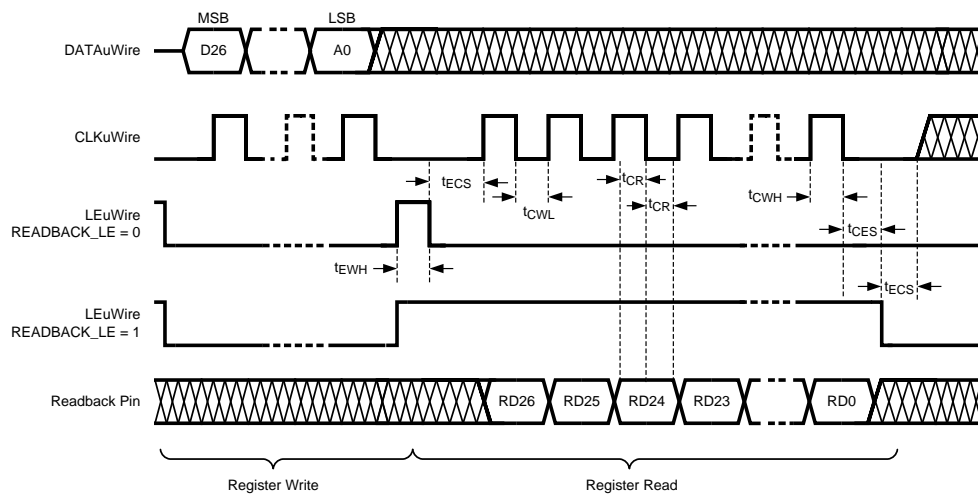 MSB
LSB
DATAuWire
D26
A0
CLKuWire
tECS
tCWL
tCR
tCR
tCWH
tCES
LEuWire
READBACK_LE = 0
tEWH
tECS
LEuWire
READBACK_LE = 1
Readback Pin
RD26
RD25
RD24
RD23
RD0
Register Write
Register Read